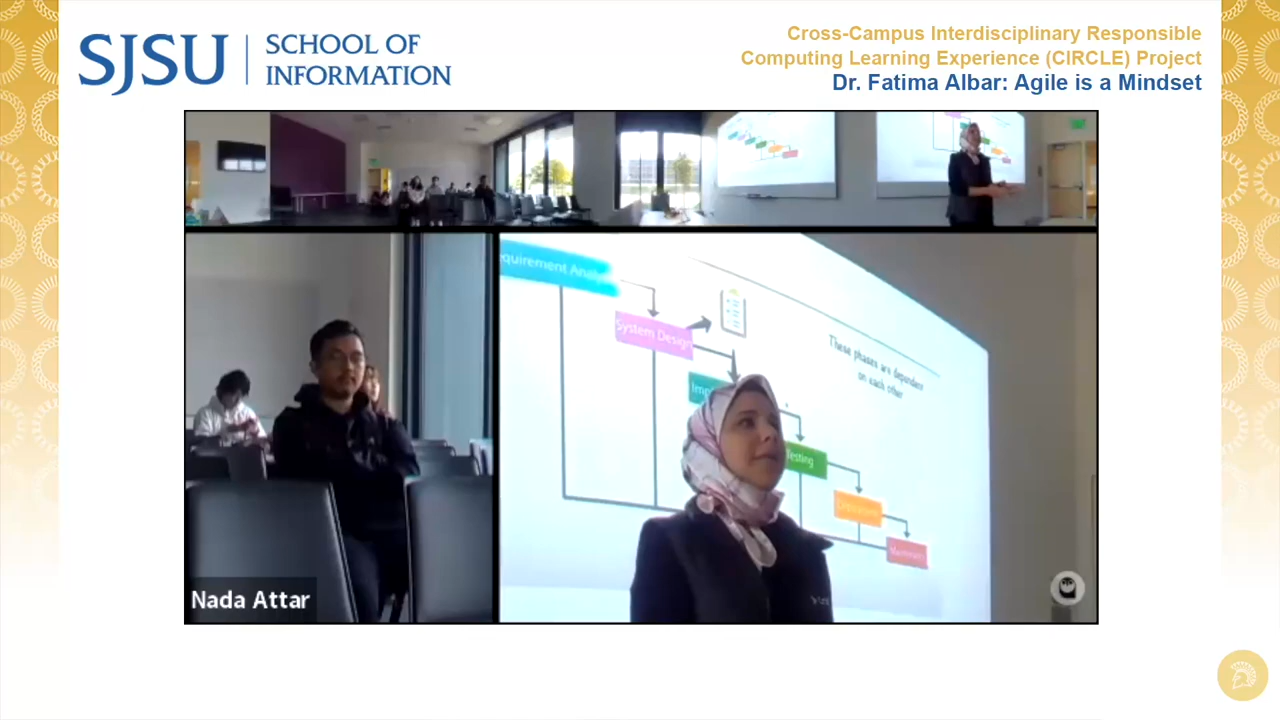 SJSU
SCHOOL OF
INFORMATION
Cross-Campus Interdisciplinary Responsible
Computing Learning Experience (CIRCLE) Project
Dr. Fatima Albar: Agile is a Mindset
System Design
These phases are dependent
on each other
Testing
Nada Attar